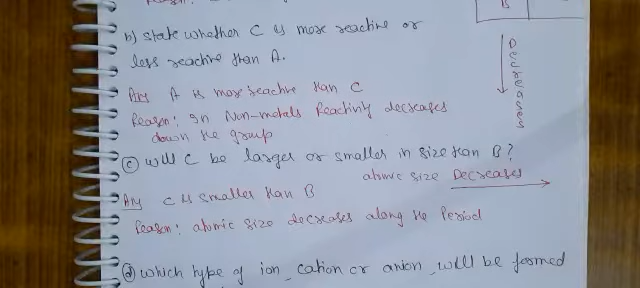 B
b) state whether C is more reactive or
less reactive than A.
Decreases
Ans A is more reactive than C
Reason: In Non-metals Reactivity decreases
down the group
(c) Will C be larger or smaller in size than B?
atomic size Decreases
Ans C is smaller than B
Reason: atomic size decreases along the Period
(d) which type of ion, cation or anion, will be formed